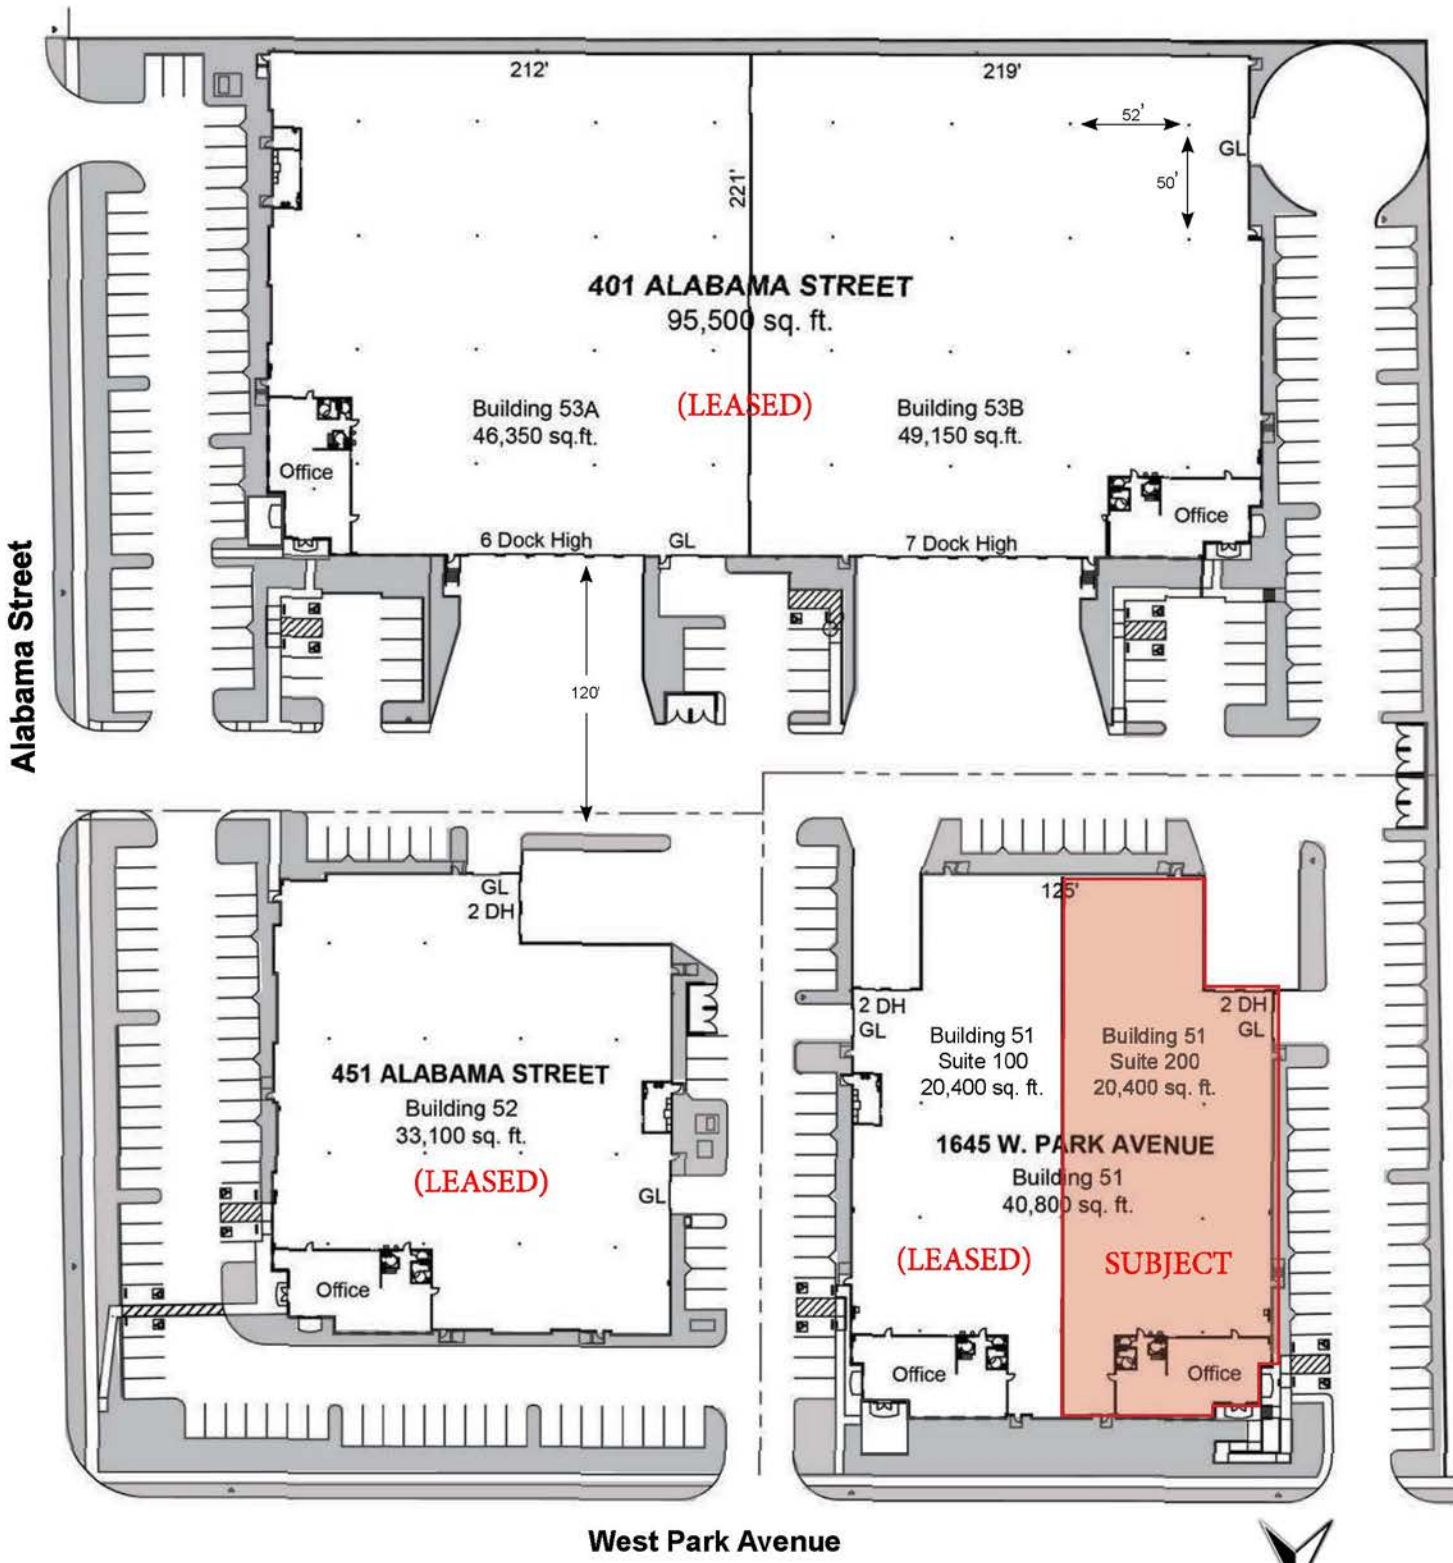 212'
219'
52'
GL
50'
221'
401 ALABAMA STREET
95,500 sq. ft.
Building 53A
46,350 sq.ft.
(LEASED)
Building 53B
49,150 sq.ft.
Office
Office
6 Dock High
GL
7 Dock High
Alabama Street
120'
GL
2 DH
125'
2 DH
GL
2 DH
GL
Building 51
Suite 100
20,400 sq. ft.
Building 51
Suite 200
20,400 sq. ft.
451 ALABAMA STREET
Building 52
33,100 sq. ft.
(LEASED)
GL
1645 W. PARK AVENUE
Building 51
40,800 sq. ft.
(LEASED)
SUBJECT
Office
Office
Office
West Park Avenue